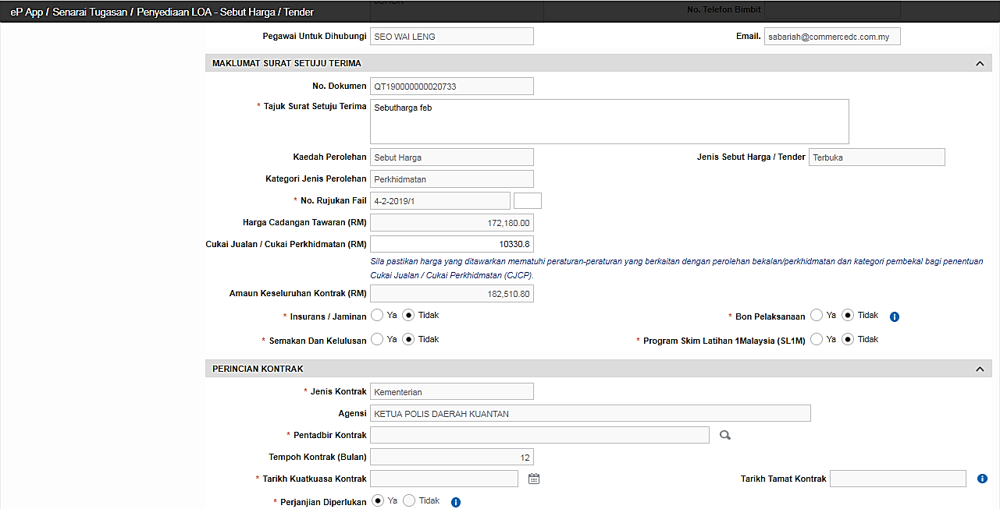 eP App / Senarai Tugasan / Penyediaan LOA - Sebut Harga / Tender
No. Telefon Bimbit
Pegawai Untuk Dihubungi SEO WAI LENG Email. sabariah@commercedc.com.my
MAKLUMAT SURAT SETUJU TERIMA
No. Dokumen QT190000000020733
* Tajuk Surat Setuju Terima Sebutharga feb
Kaedah Perolehan Sebut Harga Jenis Sebut Harga / Tender Terbuka
Kategori Jenis Perolehan Perkhidmatan
* No. Rujukan Fail 4-2-2019/1
Harga Cadangan Tawaran (RM) 172,180.00
Cukai Jualan / Cukai Perkhidmatan (RM) 10330.8
Sila pastikan harga yang ditawarkan mematuhi peraturan-peraturan yang berkaitan dengan perolehan bekalan/perkhidmatan dan kategori pembekal bagi penentuan
Cukai Jualan / Cukai Perkhidmatan (CJCP).
Amaun Keseluruhan Kontrak (RM) 182,510.80
* Insurans / Jaminan Ya Tidak * Bon Pelaksanaan Ya Tidak
* Semakan Dan Kelulusan Ya Tidak * Program Skim Latihan 1Malaysia (SL1M) Ya Tidak
PERINCIAN KONTRAK
* Jenis Kontrak Kementerian
Agensi KETUA POLIS DAERAH KUANTAN
* Pentadbir Kontrak
Tempoh Kontrak (Bulan) 12
* Tarikh Kuatkuasa Kontrak Tarikh Tamat Kontrak
* Perjanjian Diperlukan Ya Tidak